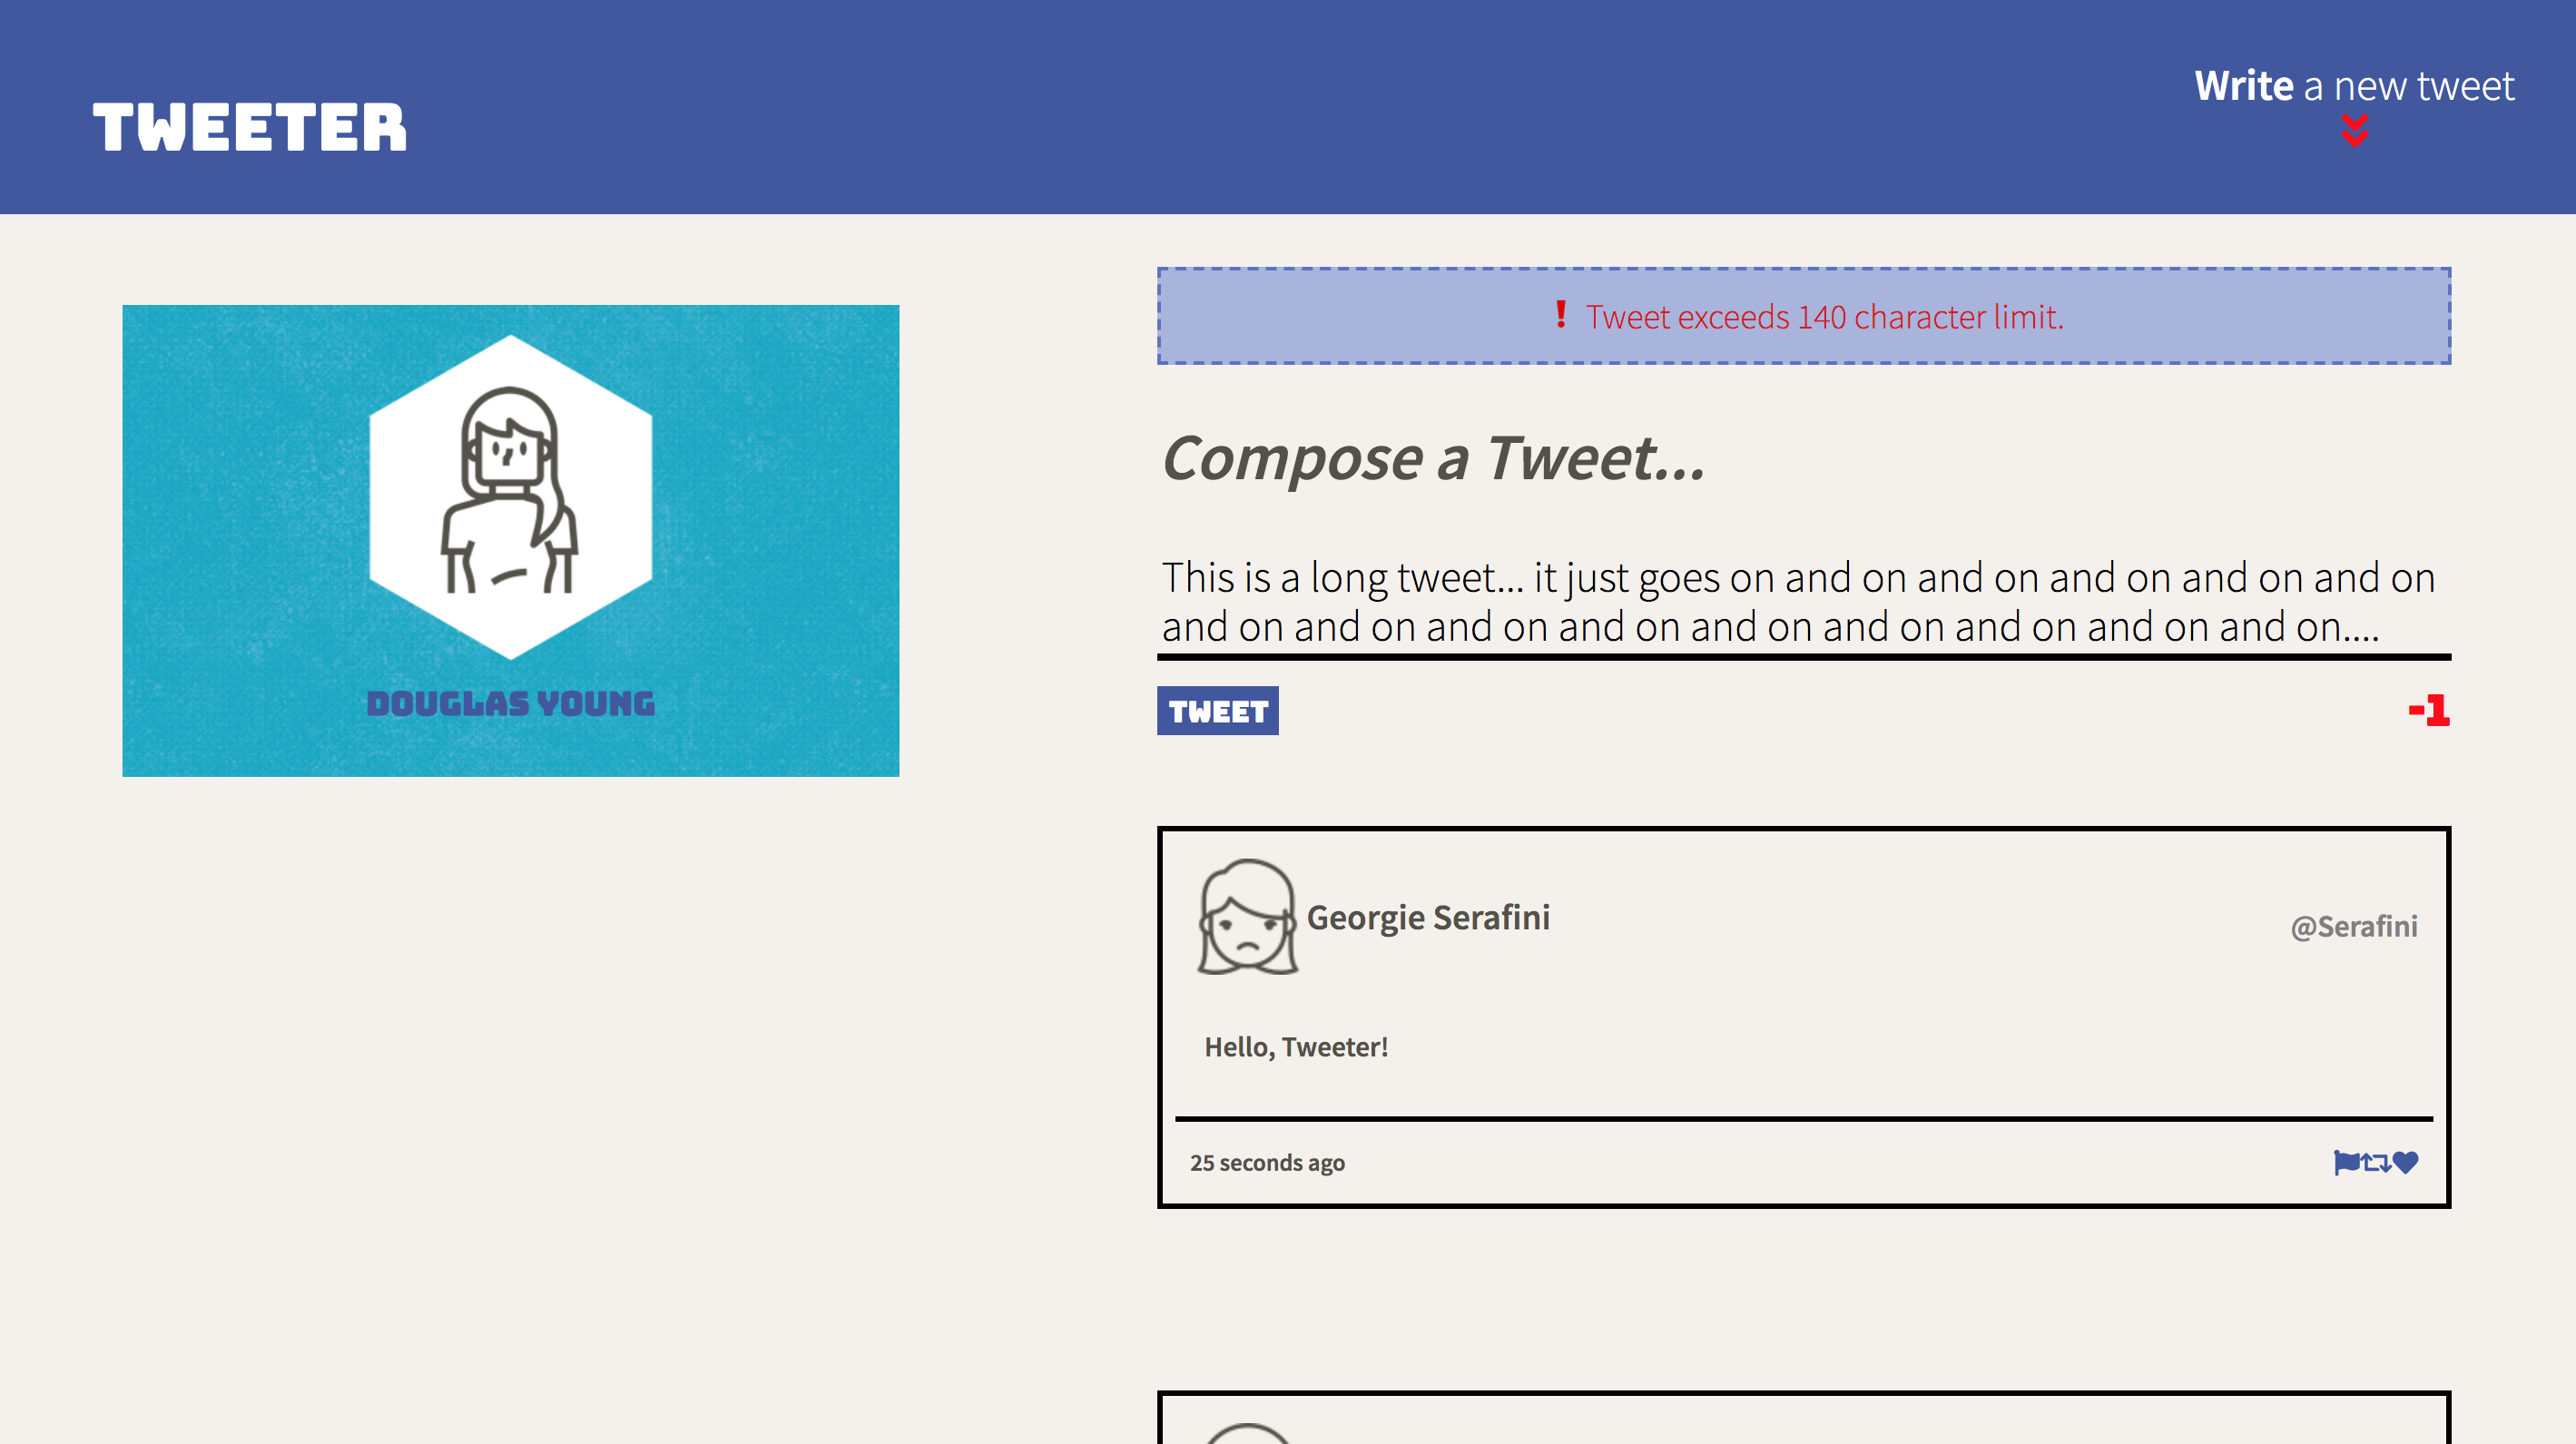 TWEETER
Write a new tweet
DOUGLAS YOUNG
! Tweet exceeds 140 character limit.
Compose a Tweet...
This is a long tweet... it just goes on and on and on and on and on and on
and on and on and on and on and on and on and on and on and on....
TWEET
-1
Georgie Serafini
@Serafini
Hello, Tweeter!
25 seconds ago